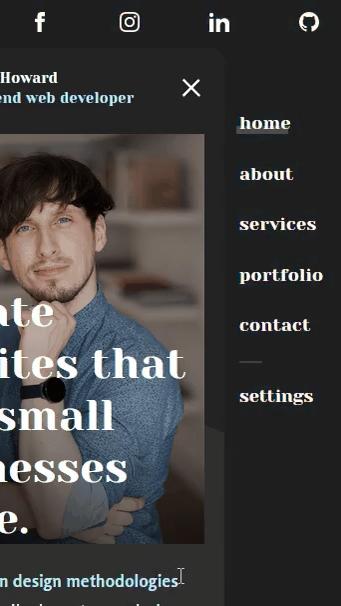 Howard
end web developer
home
about
services
portfolio
contact
settings
ate
ites that
small
nesses
e.
n design methodologies